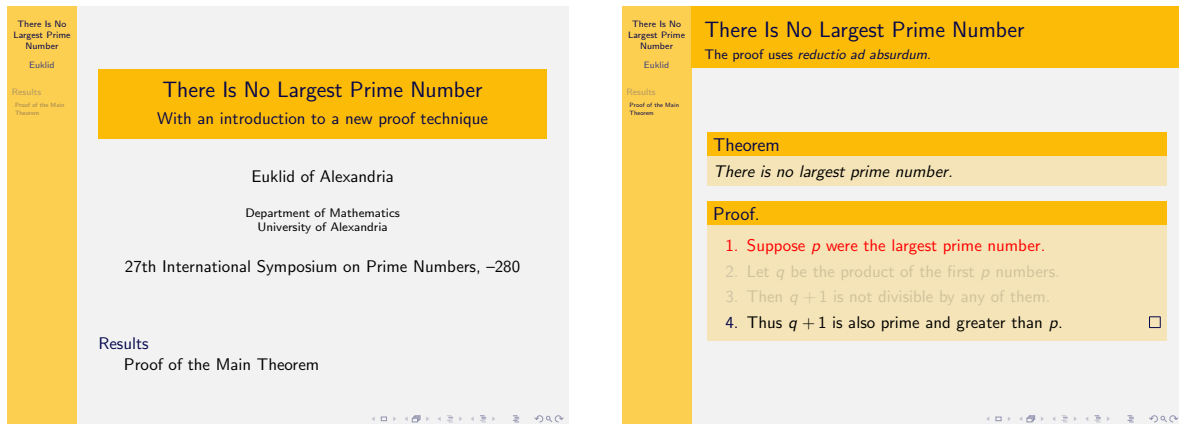 There Is No
Largest Prime
Number
Euklid
Results
Proof of the Main
Theorem
There Is No Largest Prime Number
With an introduction to a new proof technique
Euklid of Alexandria
Department of Mathematics
University of Alexandria
27th International Symposium on Prime Numbers, –280
Results
Proof of the Main Theorem
There Is No
Largest Prime
Number
Euklid
Results
Proof of the Main
Theorem
There Is No Largest Prime Number
The proof uses reductio ad absurdum.
Theorem
There is no largest prime number.
Proof.
1. Suppose p were the largest prime number.
2. Let q be the product of the first p numbers.
3. Then q + 1 is not divisible by any of them.
4. Thus q + 1 is also prime and greater than p. □